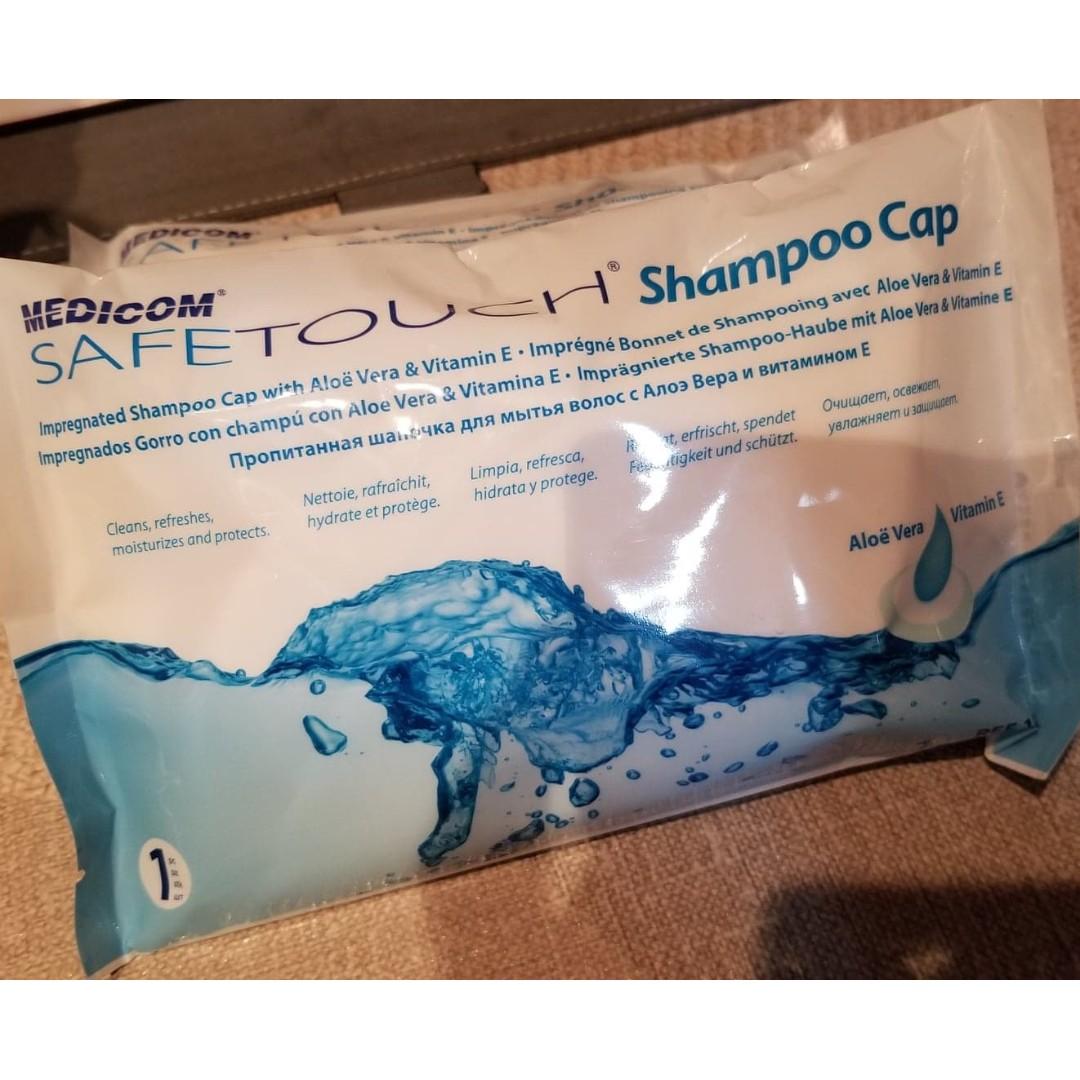 MEDICOM®
SAFETOUCH® Shampoo Cap
Impregnated Shampoo Cap with Aloë Vera & Vitamin E • Imprégné Bonnet de Shampooing avec Aloe Vera & Vitamin E
Impregnados Gorro con champú con Aloe Vera & Vitamina E • Imprägnierte Shampoo-Haube mit Aloe Vera & Vitamine E
Пропитанная шапочка для мытья волос с Алоэ Вера и витамином Е
Cleans, refreshes,
moisturizes and protects.
Nettoie, rafraîchit,
hydrate et protège.
Limpia, refresca,
hidrata y protege.
erfrischt, spendet
und schützt.
Очищает, освежает,
увлажняет и защищает.
Aloë Vera
Vitamin E
1
MEDICOM